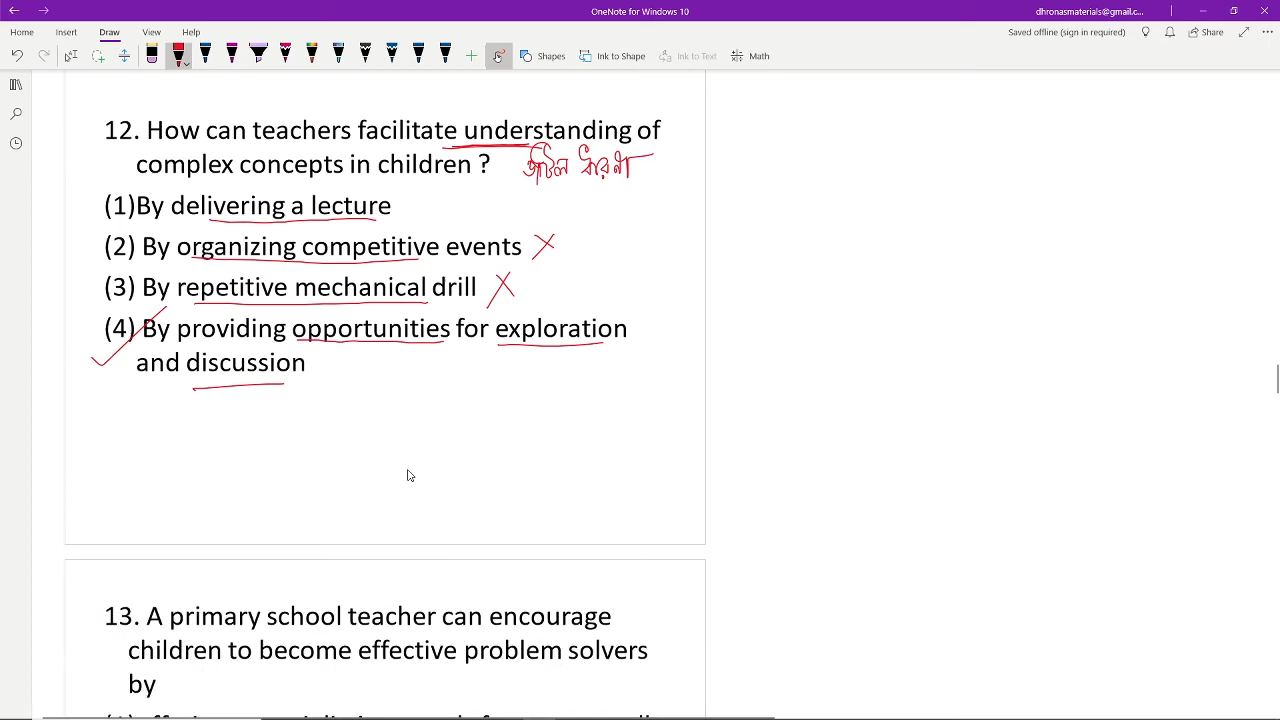 OneNote for Windows 10
dhronasmaterials@gmail.c...
Home Insert Draw View Help
Saved offline (sign in required) Share
Shapes Ink to Shape Ink to Text Math
12. How can teachers facilitate understanding of
complex concepts in children ? জটিল ধারণা
(1)By delivering a lecture
(2) By organizing competitive events
(3) By repetitive mechanical drill
(4) By providing opportunities for exploration
and discussion
13. A primary school teacher can encourage
children to become effective problem solvers
by